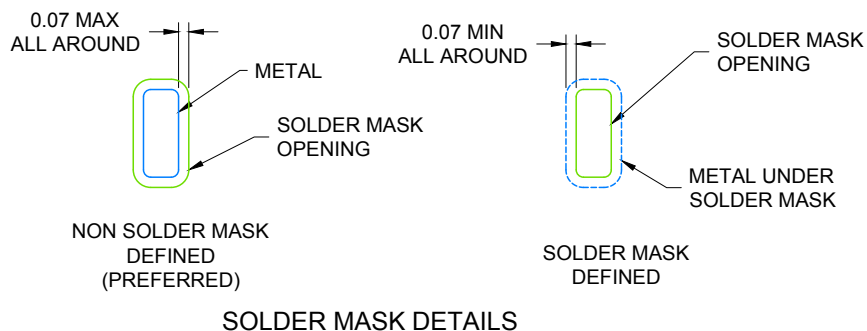 0.07 MAX
ALL AROUND
METAL
SOLDER MASK
OPENING
NON SOLDER MASK
DEFINED
(PREFERRED)
0.07 MIN
ALL AROUND
SOLDER MASK
OPENING
METAL UNDER
SOLDER MASK
SOLDER MASK
DEFINED
SOLDER MASK DETAILS